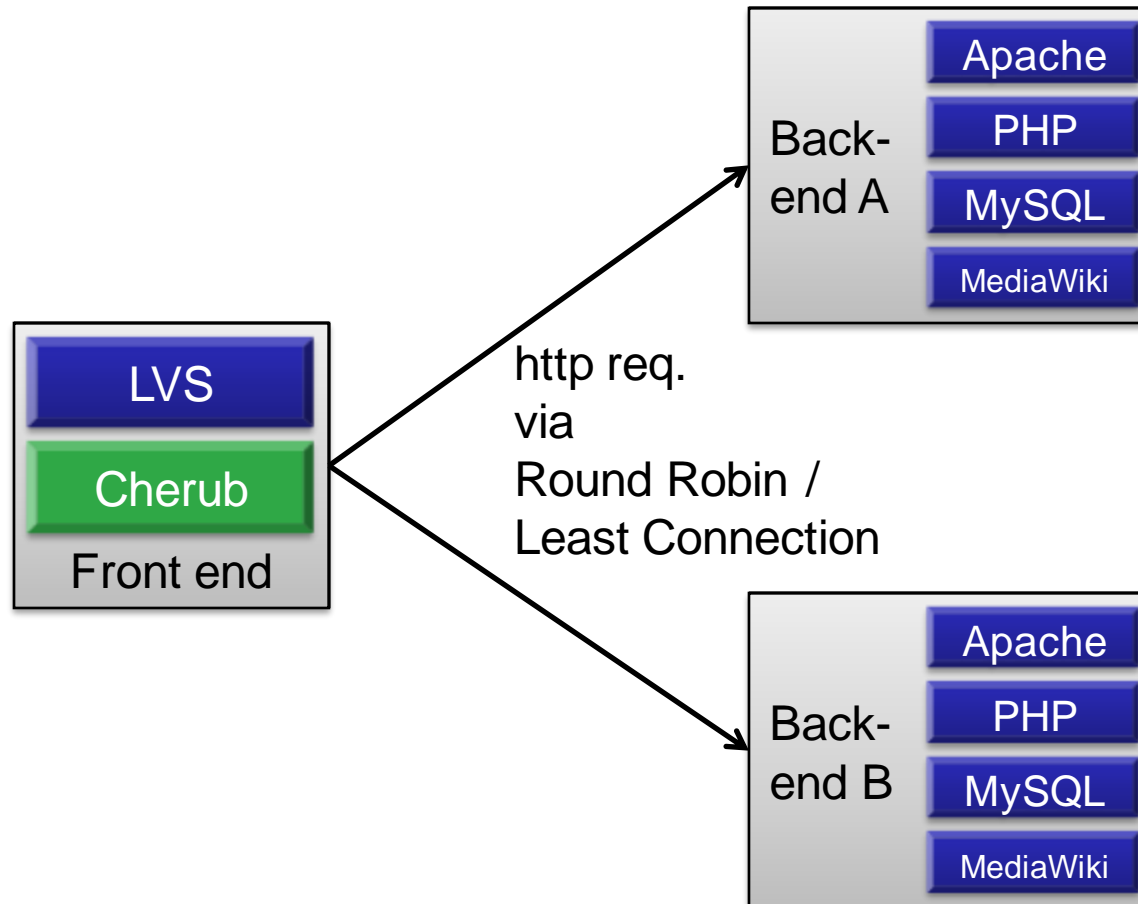 LVS
Cherub
Front end
http req.
via
Round Robin /
Least Connection
Back-
end A
Apache
PHP
MySQL
MediaWiki
Back-
end B
Apache
PHP
MySQL
MediaWiki